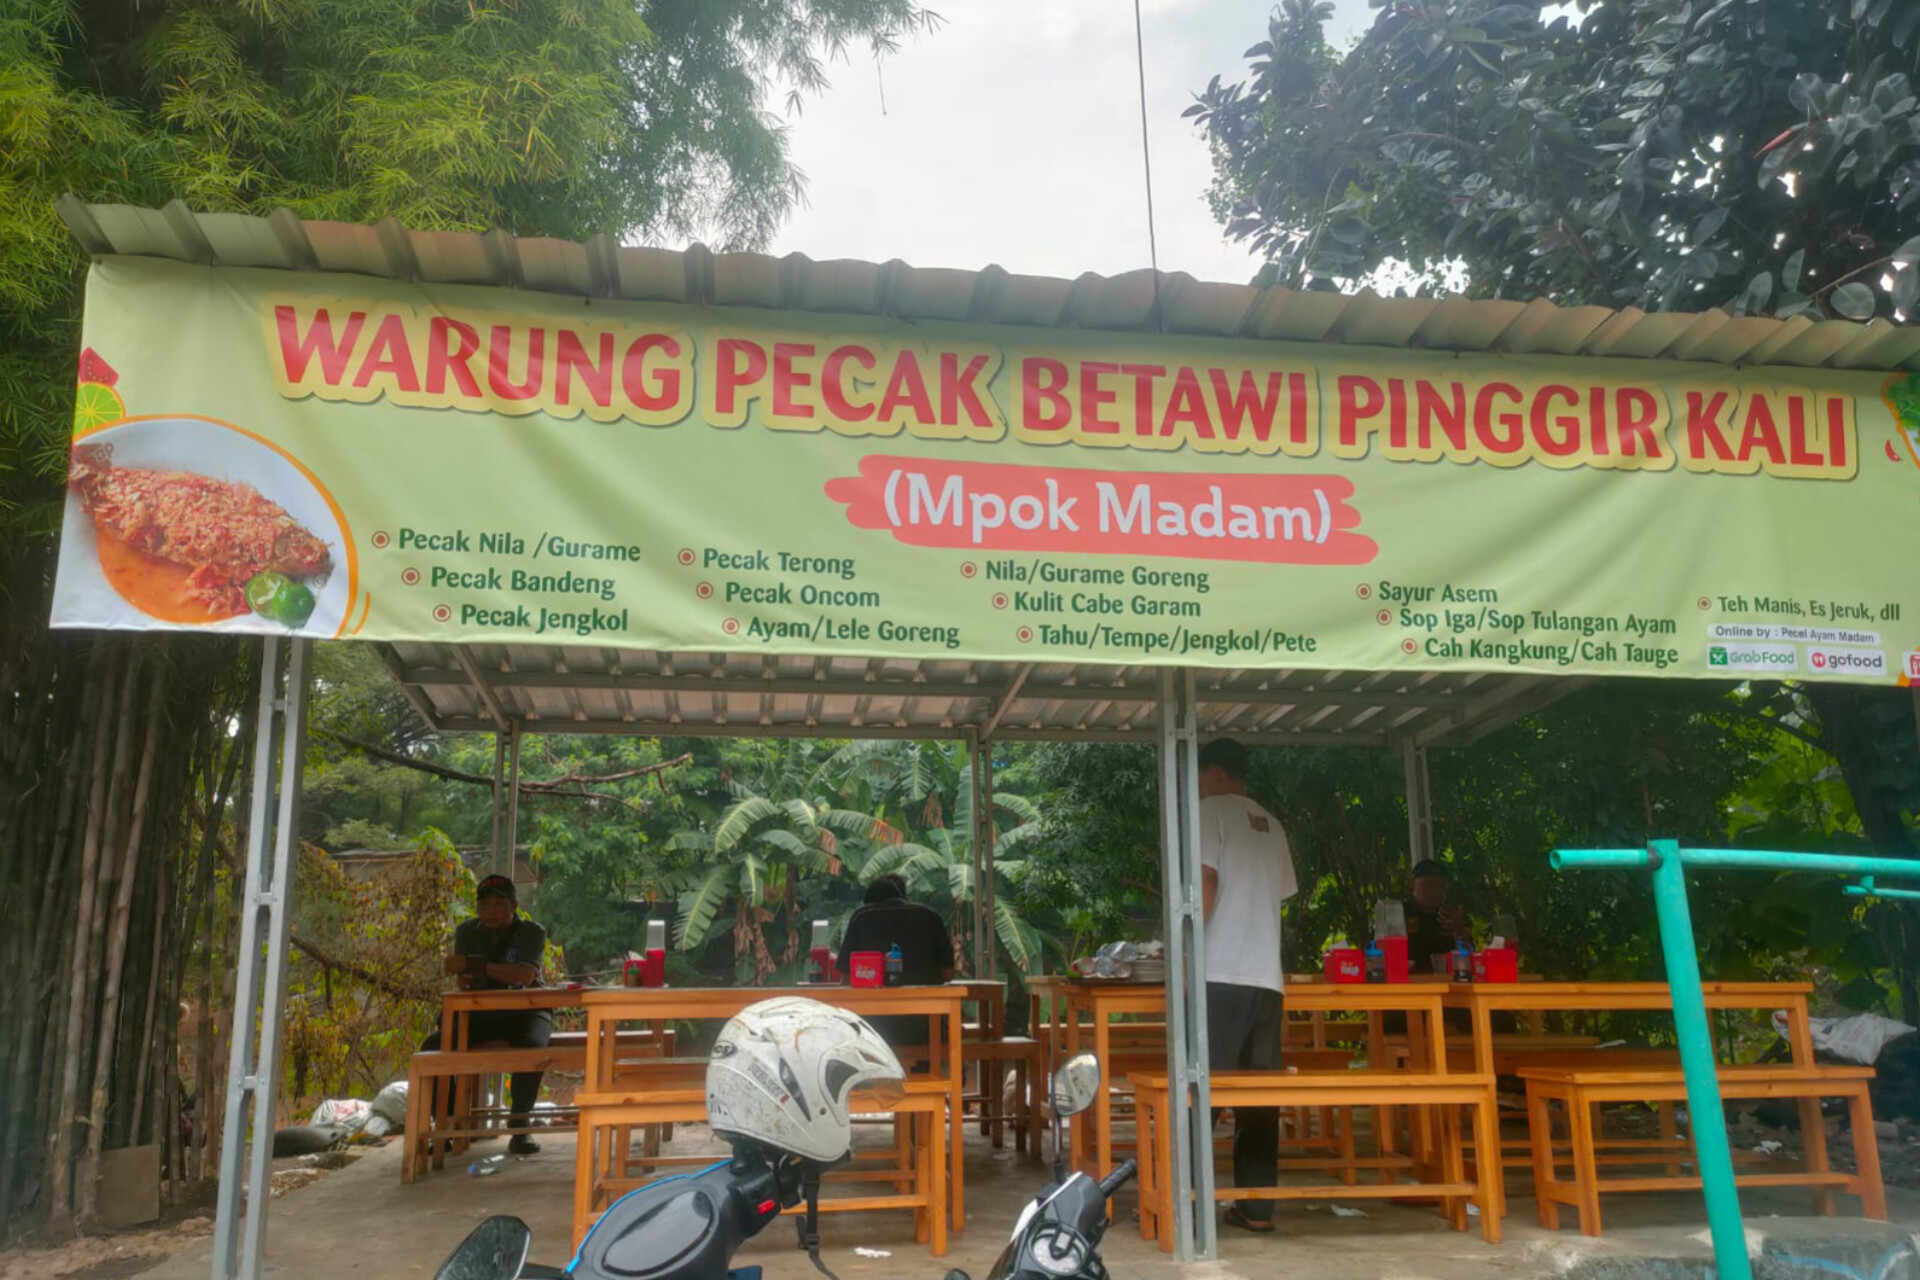 WARUNG PECAK BETAWI PINGGIR KALI
(Mpok Madam)
Pecak Nila /Gurame
Pecak Bandeng
Pecak Jengkol
Pecak Terong
Pecak Oncom
Ayam/Lele Goreng
Nila/Gurame Goreng
Kulit Cabe Garam
Tahu/Tempe/Jengkol/Pete
Sayur Asem
Sop Iga/Sop Tulangan Ayam
Cah Kangkung/Cah Tauge
Teh Manis, Es Jeruk, dll
Online by : Pecel Ayam Madam
GrabFood
gofood